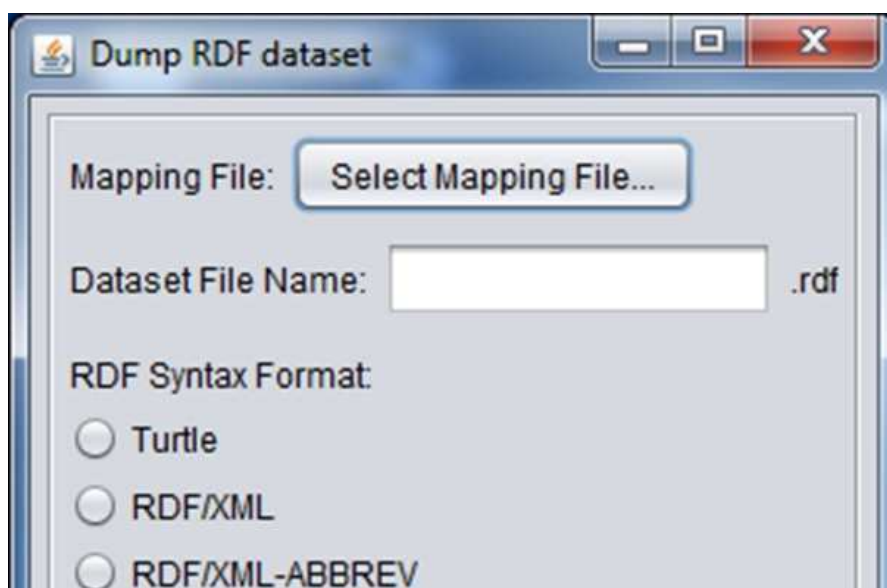 Dump RDF dataset
Mapping File: Select Mapping File...
Dataset File Name: .rdf
RDF Syntax Format:
Turtle
RDF/XML
RDF/XML-ABBREV